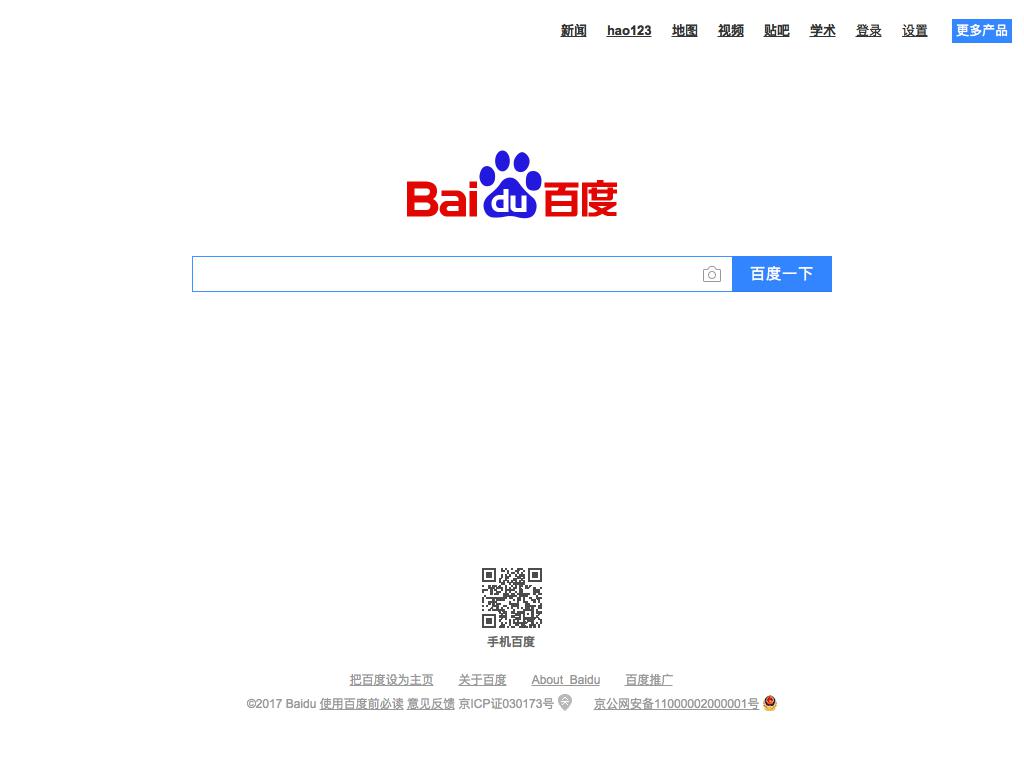 新闻 hao123 地图 视频 贴吧 学术 登录 设置 更多产品
Bai du 百度
百度一下
手机百度
把百度设为主页 关于百度 About Baidu 百度推广
©2017 Baidu 使用百度前必读 意见反馈 京ICP证030173号 京公网安备11000002000001号